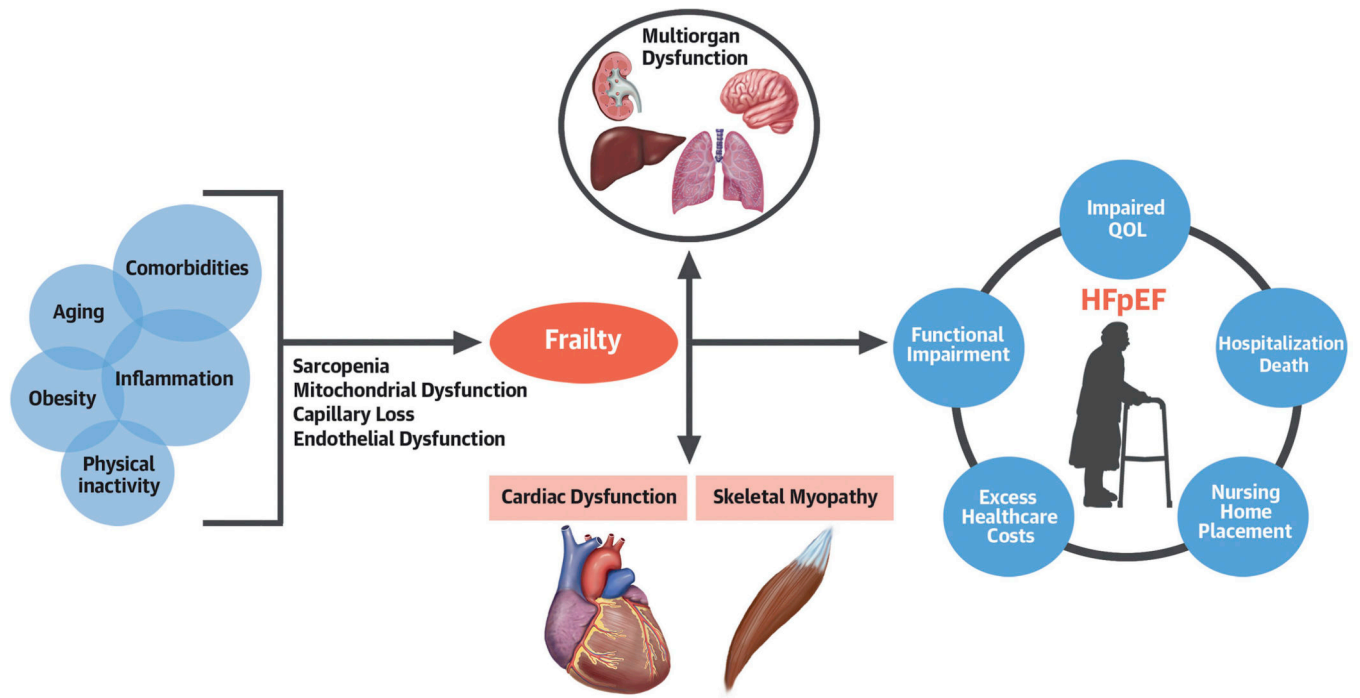 Multiorgan
Dysfunction
Comorbidities
Aging
Inflammation
Obesity
Physical
inactivity
Sarcopenia
Mitochondrial Dysfunction
Capillary Loss
Endothelial Dysfunction
Frailty
Cardiac Dysfunction
Skeletal Myopathy
HFpEF
Impaired
QOL
Hospitalization
Death
Nursing
Home
Placement
Excess
Healthcare
Costs
Functional
Impairment